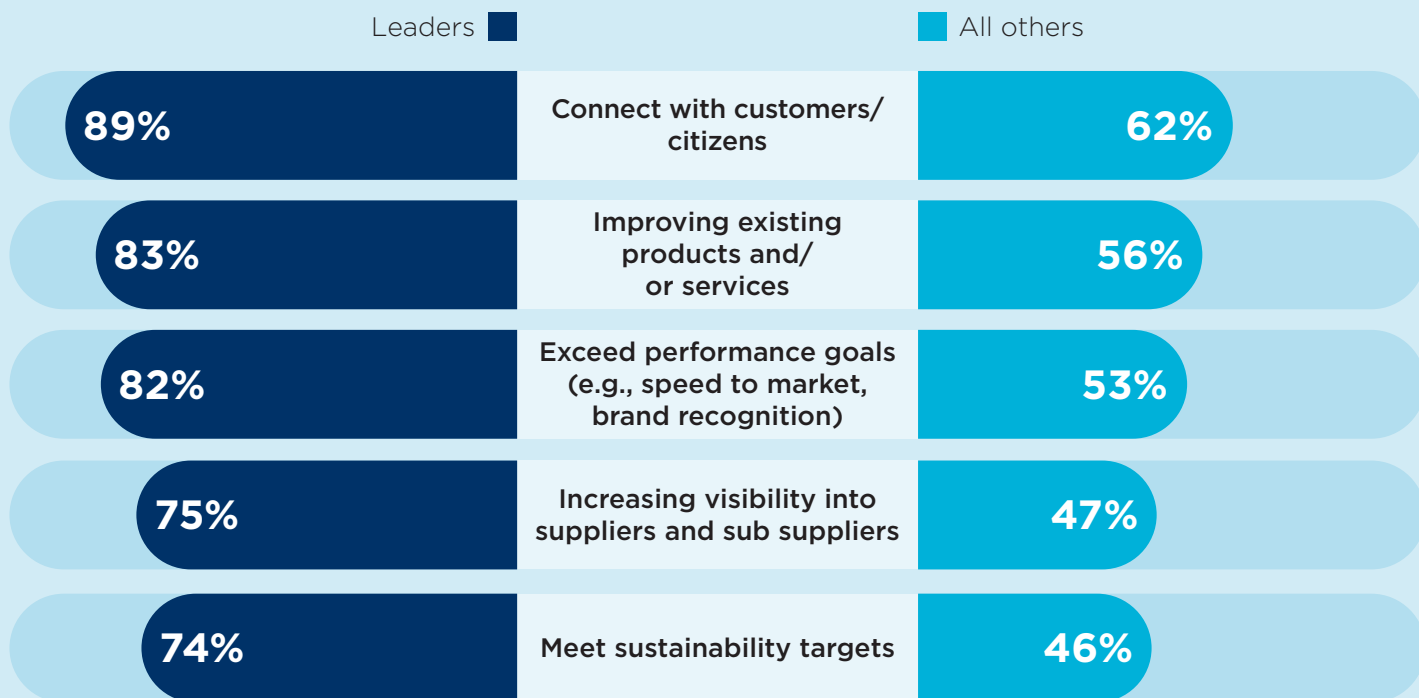 Leaders
All others
89%
Connect with customers/
citizens
62%
83%
Improving existing
products and/
or services
56%
82%
Exceed performance goals
(e.g., speed to market,
brand recognition)
53%
75%
Increasing visibility into
suppliers and sub suppliers
47%
74%
Meet sustainability targets
46%